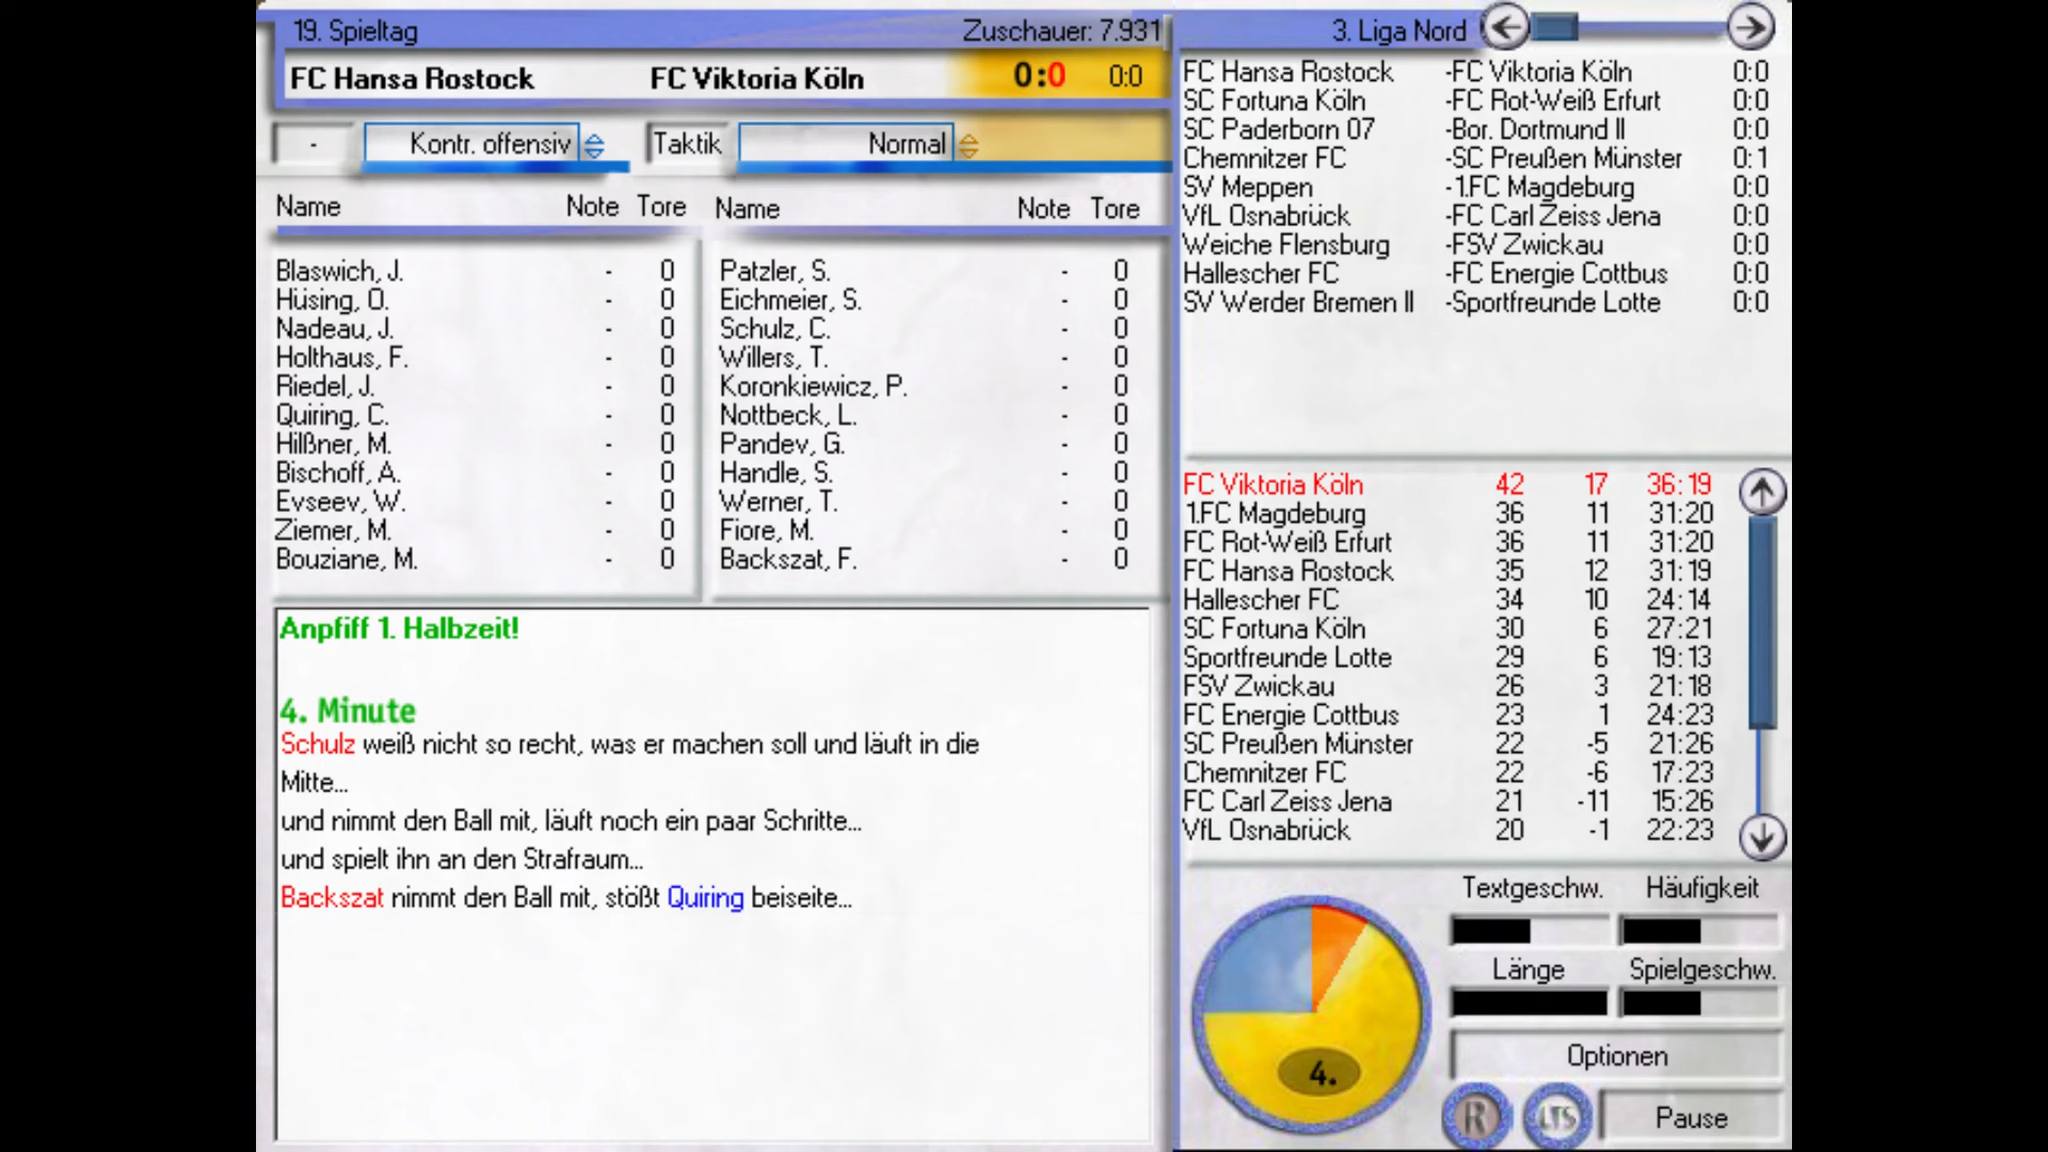 19. Spieltag Zuschauer: 7.931
FC Hansa Rostock FC Viktoria Köln 0:0 0:0
- Kontr. offensiv Taktik Normal
Name Note Tore Name Note Tore
Blaswich, J. - 0 Patzler, S. - 0
Hüsing, O. - 0 Eichmeier, S. - 0
Nadeau, J. - 0 Schulz, C. - 0
Holthaus, F. - 0 Willers, T. - 0
Riedel, J. - 0 Koronkiewicz, P. - 0
Quiring, C. - 0 Nottbeck, L. - 0
Hilßner, M. - 0 Pandev, G. - 0
Bischoff, A. - 0 Handle, S. - 0
Evseev, W. - 0 Werner, T. - 0
Ziemer, M. - 0 Fiore, M. - 0
Bouziane, M. - 0 Backszat, F. - 0
Anpfiff 1. Halbzeit!
4. Minute
Schulz weiß nicht so recht, was er machen soll und läuft in die
Mitte...
und nimmt den Ball mit, läuft noch ein paar Schritte...
und spielt ihn an den Strafraum...
Backszat nimmt den Ball mit, stößt Quiring beiseite...
3. Liga Nord
FC Hansa Rostock -FC Viktoria Köln 0:0
SC Fortuna Köln -FC Rot-Weiß Erfurt 0:0
SC Paderborn 07 -Bor. Dortmund II 0:0
Chemnitzer FC -SC Preußen Münster 0:1
SV Meppen -1.FC Magdeburg 0:0
VfL Osnabrück -FC Carl Zeiss Jena 0:0
Weiche Flensburg -FSV Zwickau 0:0
Hallescher FC -FC Energie Cottbus 0:0
SV Werder Bremen II -Sportfreunde Lotte 0:0
FC Viktoria Köln 42 17 36:19
1.FC Magdeburg 36 11 31:20
FC Rot-Weiß Erfurt 36 11 31:20
FC Hansa Rostock 35 12 31:19
Hallescher FC 34 10 24:14
SC Fortuna Köln 30 6 27:21
Sportfreunde Lotte 29 6 19:13
FSV Zwickau 26 3 21:18
FC Energie Cottbus 23 1 24:23
SC Preußen Münster 22 -5 21:26
Chemnitzer FC 22 -6 17:23
FC Carl Zeiss Jena 21 -11 15:26
VfL Osnabrück 20 -1 22:23
Textgeschw. Häufigkeit
Länge Spielgeschw.
4.
Optionen
R LTS Pause